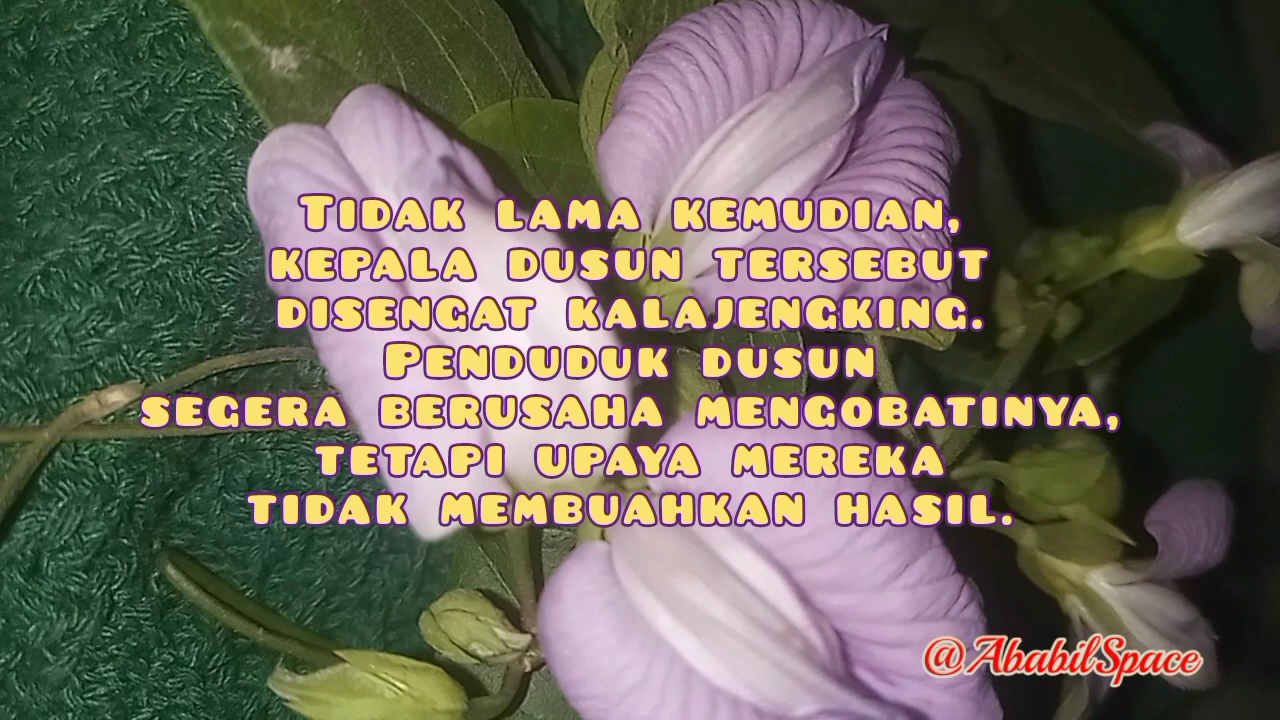 Tidak lama kemudian,
kepala dusun tersebut
disengat kalajengking.
Penduduk dusun
segera berusaha mengobatinya,
tetapi upaya mereka
tidak membuahkan hasil.
@AbabilSpace